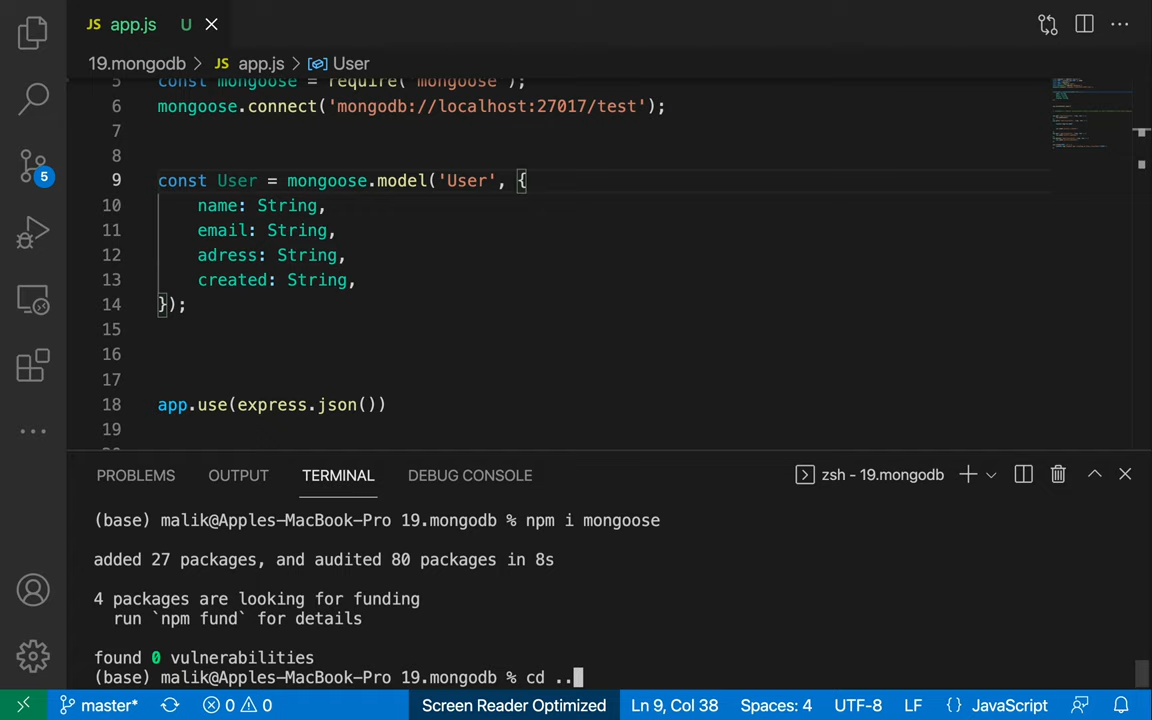 JS app.js U
19.mongodb > JS app.js > User
5 const mongoose = require('mongoose');
6 mongoose.connect('mongodb://localhost:27017/test');
7
8
9 const User = mongoose.model('User', {
10 name: String,
11 email: String,
12 adress: String,
13 created: String,
14 });
15
16
17
18 app.use(express.json())
19
5
PROBLEMS OUTPUT TERMINAL DEBUG CONSOLE zsh - 19.mongodb
(base) malik@Apples-MacBook-Pro 19.mongodb % npm i mongoose
added 27 packages, and audited 80 packages in 8s
4 packages are looking for funding
run `npm fund` for details
found 0 vulnerabilities
(base) malik@Apples-MacBook-Pro 19.mongodb % cd ..
master* 0 0 Screen Reader Optimized Ln 9, Col 38 Spaces: 4 UTF-8 LF {} JavaScript